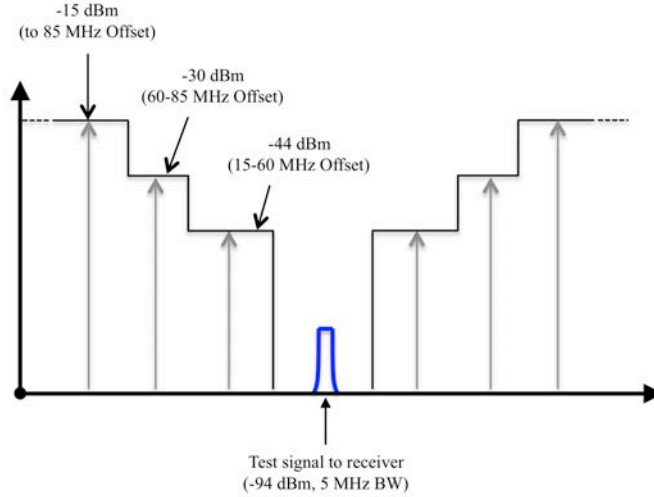 -15 dBm
(to 85 MHz Offset)
-30 dBm
(60-85 MHz Offset)
-44 dBm
(15-60 MHz Offset)
Test signal to receiver
(-94 dBm, 5 MHz BW)